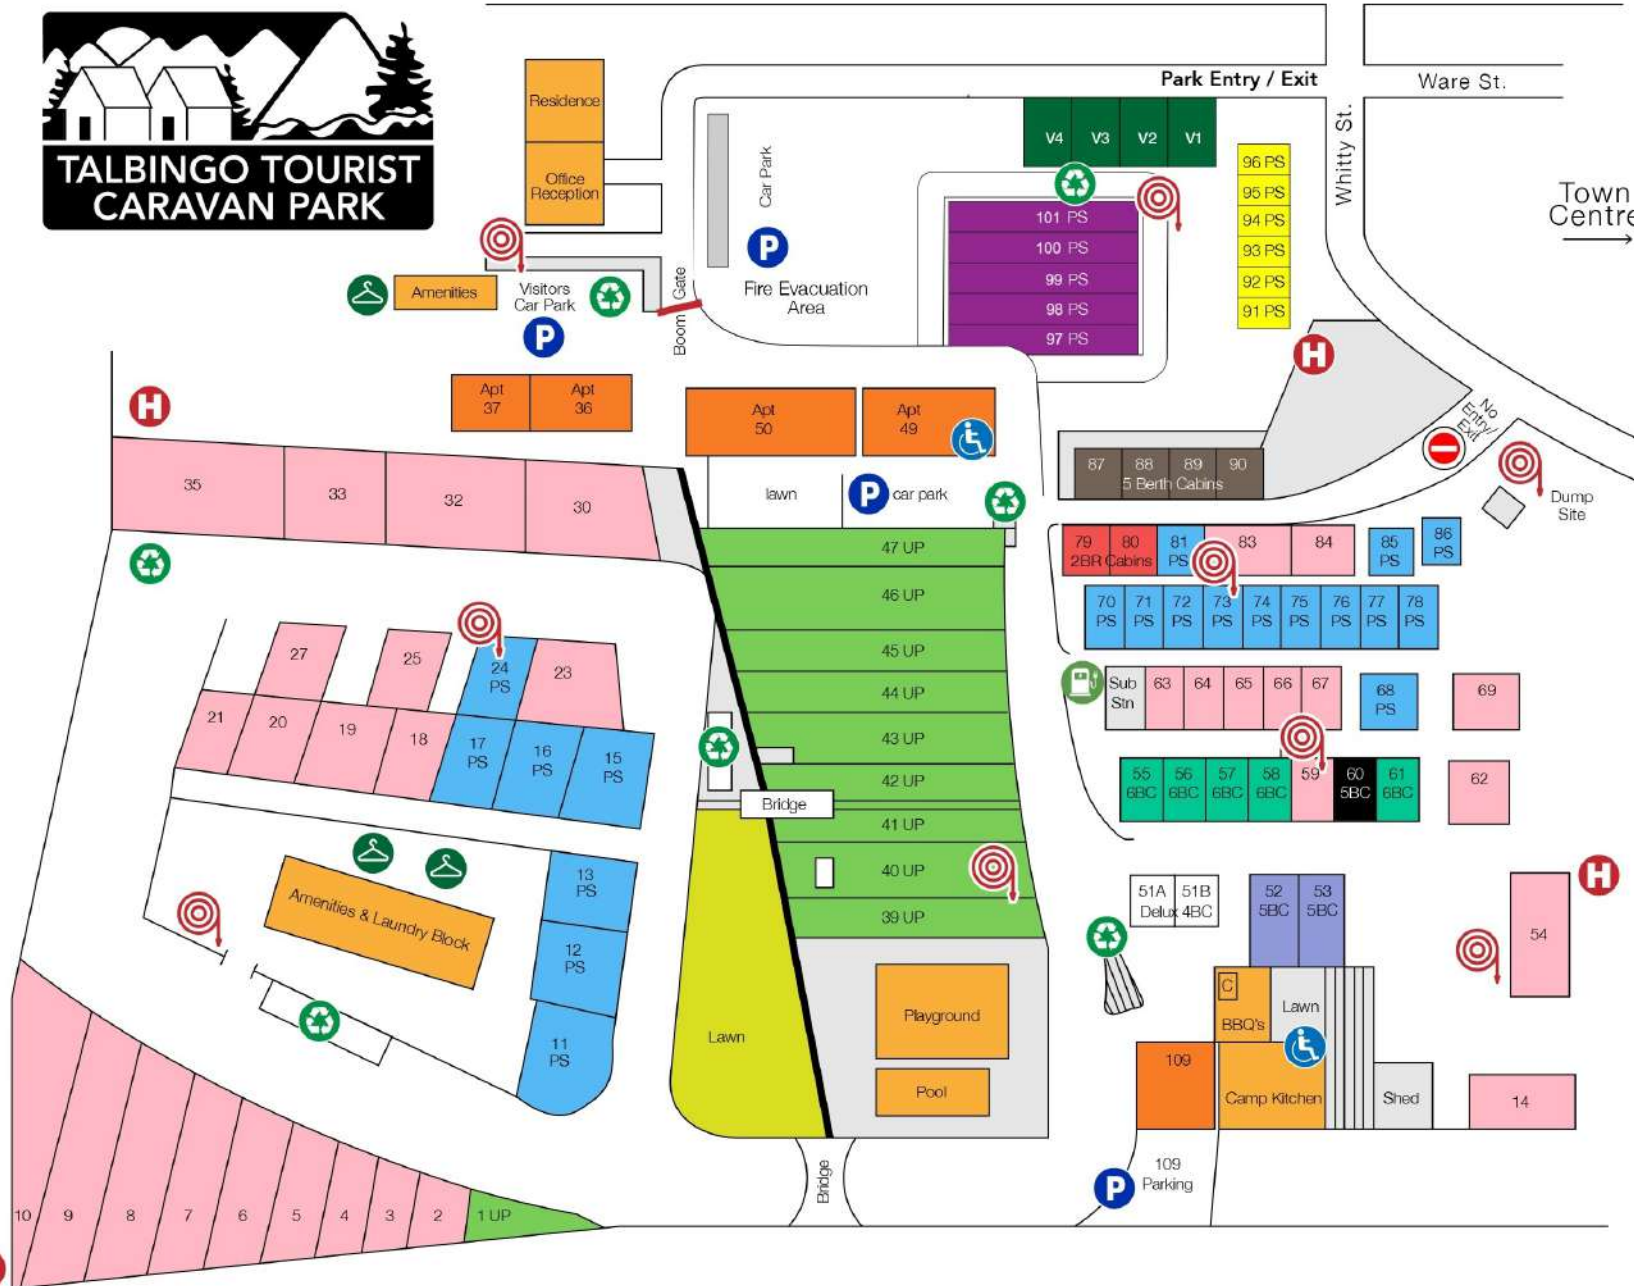 TALBINGO TOURIST
CARAVAN PARK
Residence
Office
Reception
Park Entry / Exit
Ware St.
Whitty St.
Town
Centre
Car Park
P
Fire Evacuation
Area
V4 V3 V2 V1
101 PS
100 PS
99 PS
98 PS
97 PS
96 PS
95 PS
94 PS
93 PS
92 PS
91 PS
Amenities
Visitors
Car Park
P
Boom Gate
H
H
No
Entry/
Exit
Dump
Site
Apt
37
Apt
36
Apt
50
Apt
49
87 88 89 90
5 Berth Cabins
35 33 32 30
lawn
P car park
47 UP
46 UP
45 UP
44 UP
43 UP
42 UP
41 UP
40 UP
39 UP
Bridge
79 80
2BR Cabins
81
PS
83
84
85
PS
86
PS
70
PS
71
PS
72
PS
73
PS
74
PS
75
PS
76
PS
77
PS
78
PS
Sub
Stn
63 64 65 66 67
68
PS
69
55
6BC
56
6BC
57
6BC
58
6BC
59
60
5BC
61
6BC
62
27
25
24
PS
23
21 20 19 18
17
PS
16
PS
15
PS
Amenities & Laundry Block
13
PS
12
PS
11
PS
Lawn
Playground
Pool
Bridge
51A 51B
Delux 4BC
52
5BC
53
5BC
54
H
C
BBQ's
Lawn
109
Camp Kitchen
Shed
14
109
Parking
P
10 9 8 7 6 5 4 3 2 1 UP